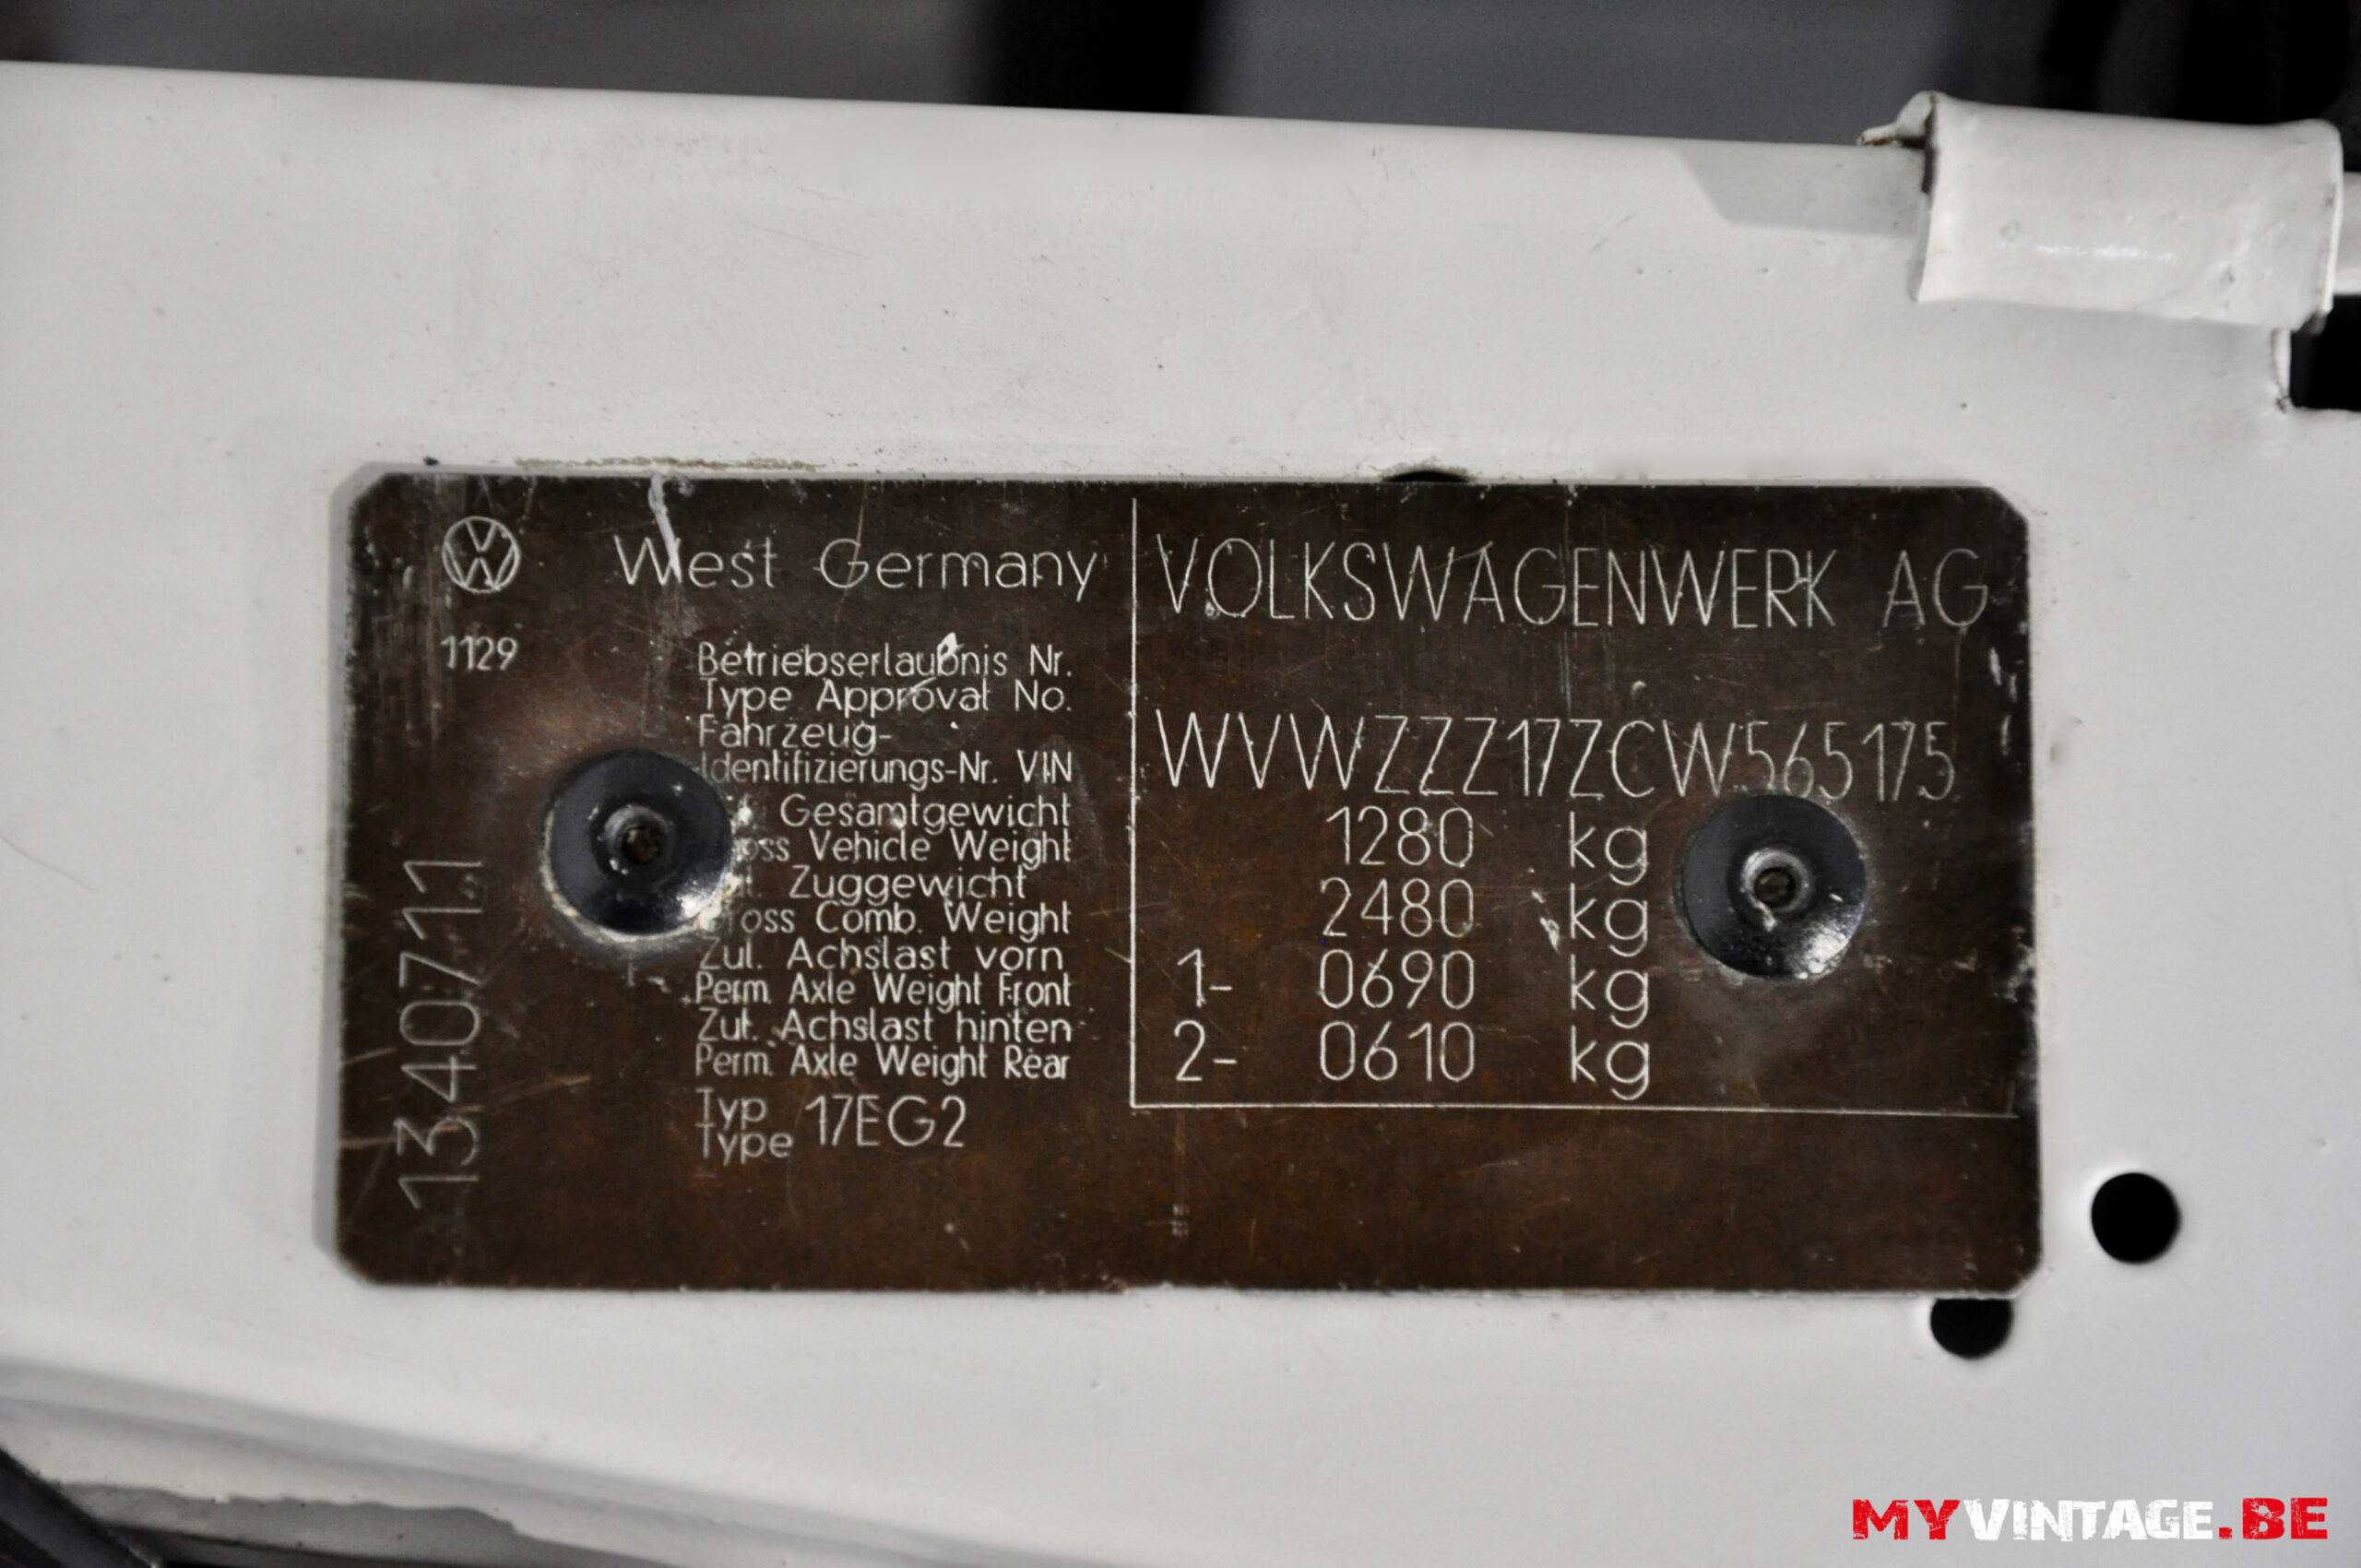 West Germany
1129
Betriebserlaubnis Nr.
Type Approval No.
Fahrzeug-
Identifizierungs-Nr. VIN
Gesamtgewicht
Vehicle Weight
Zuggewicht
Gross Comb. Weight
Zul. Achslast vorn
Perm. Axle Weight Front
Zul. Achslast hinten
Perm. Axle Weight Rear
Typ
Type 17EG2
1340711
VOLKSWAGENWERK AG
WVWZZZ17ZCW565175
1280 kg
2480 kg
1- 0690 kg
2- 0610 kg
MYVINTAGE.BE